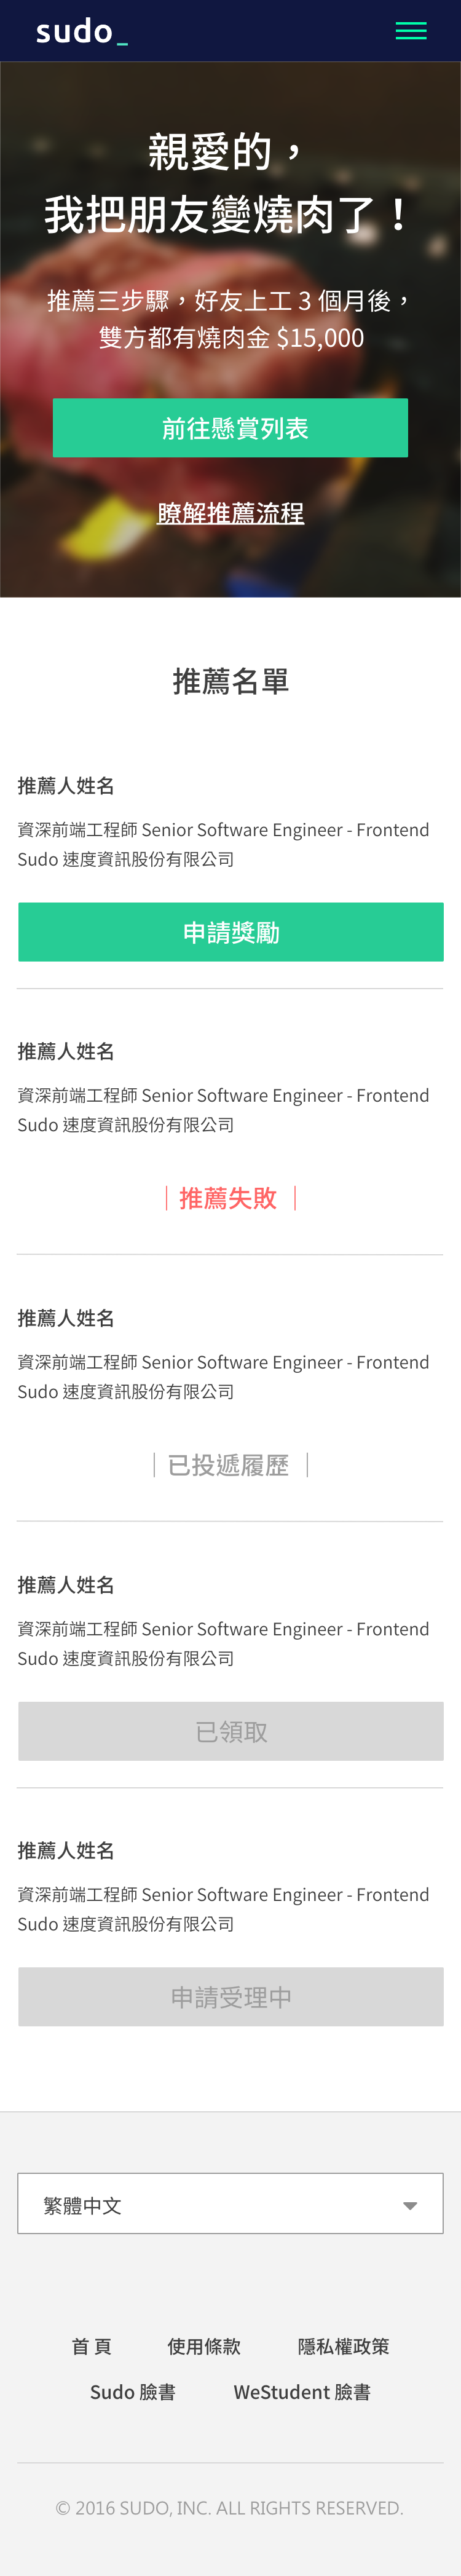 sudo_
親愛的，
我把朋友變燒肉了！
推薦三步驟，好友上工 3 個月後，
雙方都有燒肉金 $15,000
前往懸賞列表
瞭解推薦流程
推薦名單
推薦人姓名
資深前端工程師 Senior Software Engineer - Frontend
Sudo 速度資訊股份有限公司
申請獎勵
推薦人姓名
資深前端工程師 Senior Software Engineer - Frontend
Sudo 速度資訊股份有限公司
｜推薦失敗｜
推薦人姓名
資深前端工程師 Senior Software Engineer - Frontend
Sudo 速度資訊股份有限公司
｜已投遞履歷｜
推薦人姓名
資深前端工程師 Senior Software Engineer - Frontend
Sudo 速度資訊股份有限公司
已領取
推薦人姓名
資深前端工程師 Senior Software Engineer - Frontend
Sudo 速度資訊股份有限公司
申請受理中
繁體中文
首 頁 使用條款 隱私權政策
Sudo 臉書 WeStudent 臉書
© 2016 SUDO, INC. ALL RIGHTS RESERVED.